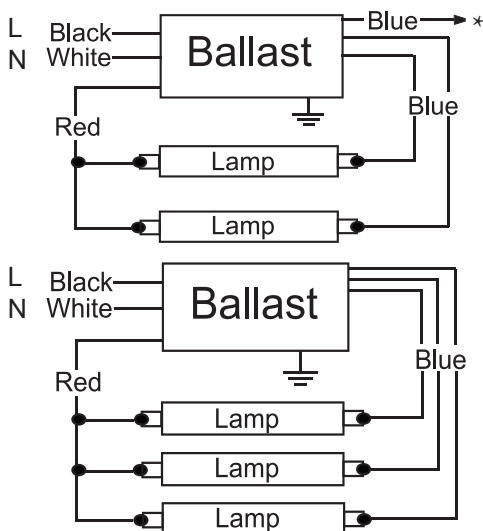 L Black
N White
Ballast
Blue *
Blue
Red
Lamp
Lamp
L Black
N White
Ballast
Blue
Red
Lamp
Lamp
Lamp